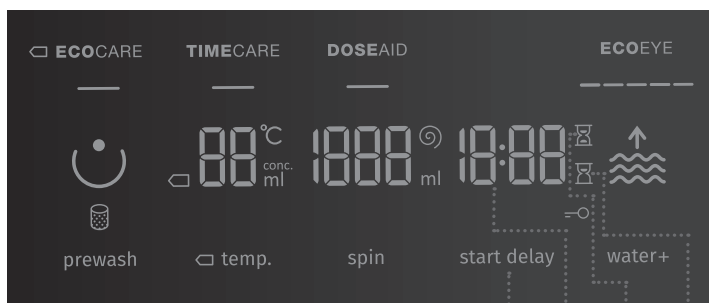 ECOCARE TIMECARE DOSEAID ECOEYE
88 °C 1888 18:88
conc.
ml ml
prewash temp. spin start delay water+